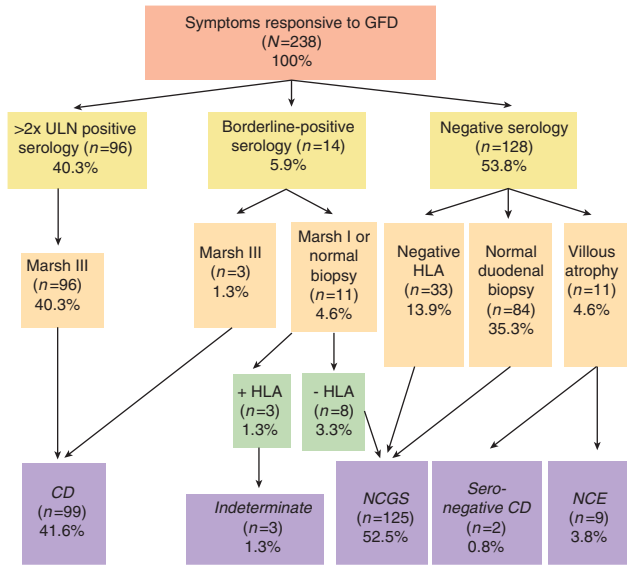 Symptoms responsive to GFD
(N=238)
100%
>2x ULN positive
serology (n=96)
40.3%
Borderline-positive
serology (n=14)
5.9%
Negative serology
(n=128)
53.8%
Marsh III
(n=96)
40.3%
Marsh III
(n=3)
1.3%
Marsh I or
normal biopsy
(n=11)
4.6%
Negative
HLA
(n=33)
13.9%
Normal
duodenal
biopsy
(n=84)
35.3%
Villous
atrophy
(n=11)
4.6%
+ HLA
(n=3)
1.3%
- HLA
(n=8)
3.3%
CD
(n=99)
41.6%
Indeterminate
(n=3)
1.3%
NCGS
(n=125)
52.5%
Sero-
negative CD
(n=2)
0.8%
NCE
(n=9)
3.8%